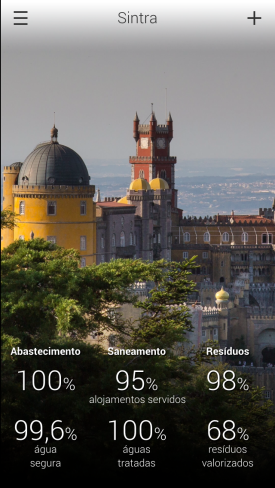 Sintra
Abastecimento Saneamento Resíduos
100% 95% 98%
alojamentos servidos
99,6% 100% 68%
água águas resíduos
segura tratadas valorizados